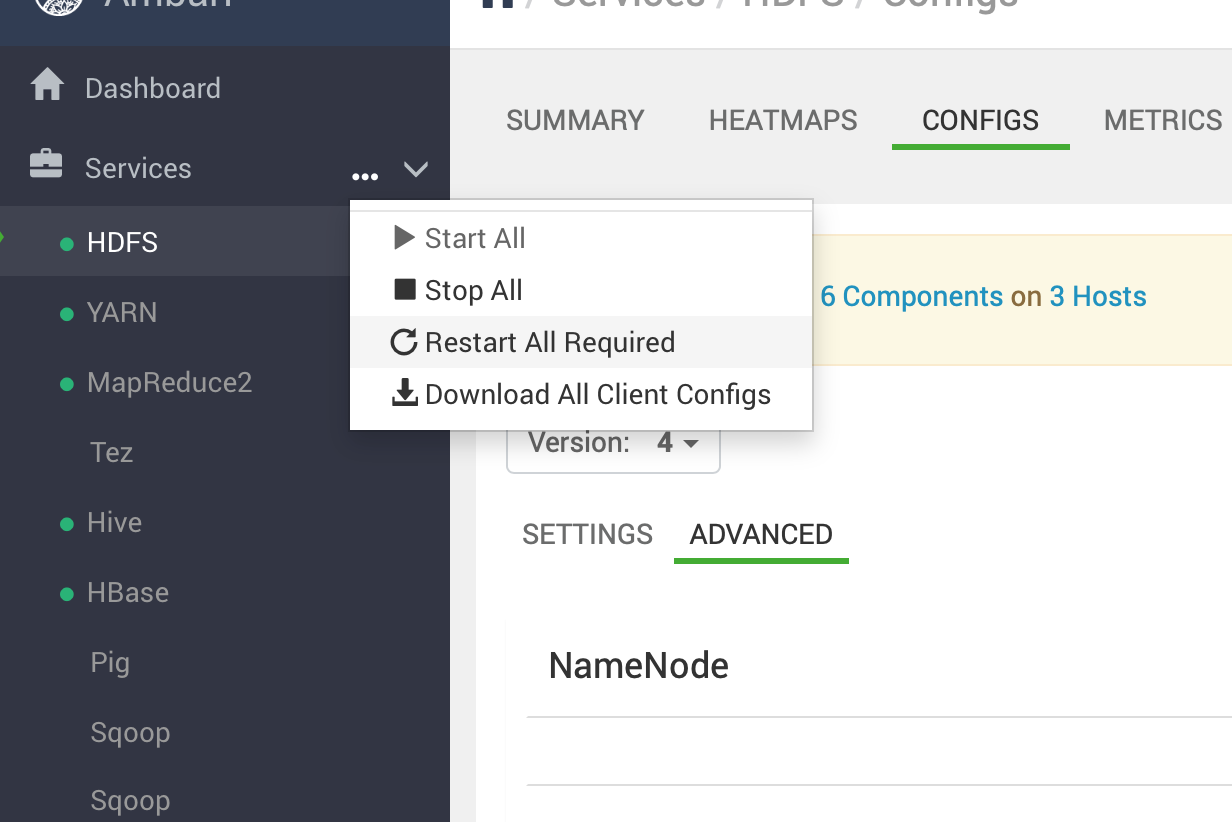 Ambari
/ Services / HDFS / Configs
Dashboard
Services
HDFS
YARN
MapReduce2
Tez
Hive
HBase
Pig
Sqoop
Sqoop
SUMMARY HEATMAPS CONFIGS METRICS
Start All
Stop All
Restart All Required
Download All Client Configs
6 Components on 3 Hosts
Version: 4
SETTINGS ADVANCED
NameNode